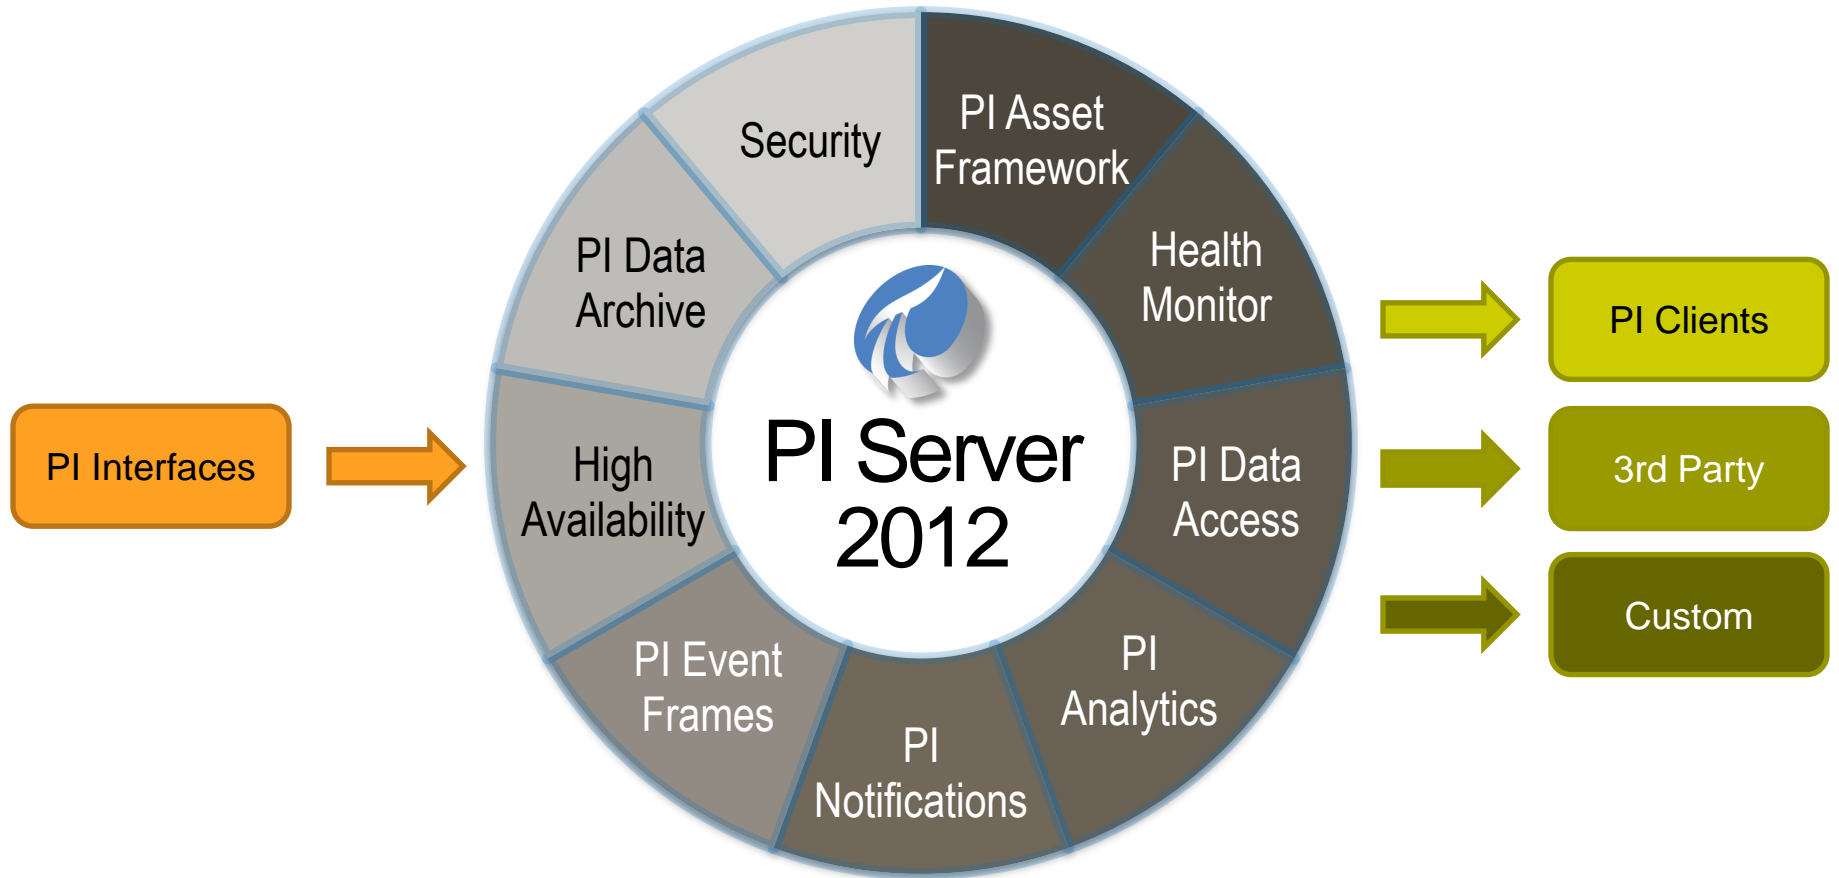 Security
PI Asset
Framework
PI Data
Archive
Health
Monitor
PI Clients
PI Interfaces
High
Availability
PI Server
2012
PI Data
Access
3rd Party
Custom
PI Event
Frames
PI
Analytics
PI
Notifications